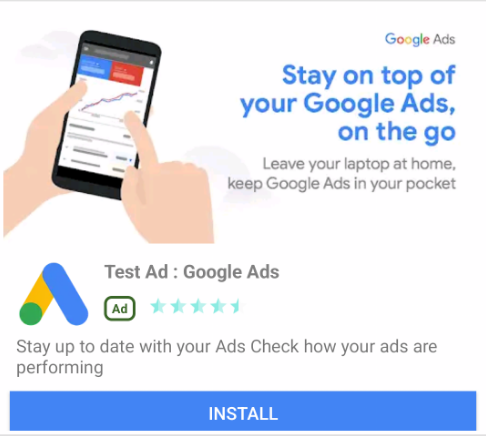 Google Ads
Stay on top of
your Google Ads,
on the go
Leave your laptop at home,
keep Google Ads in your pocket
Test Ad : Google Ads
Ad
Stay up to date with your Ads Check how your ads are
performing
INSTALL